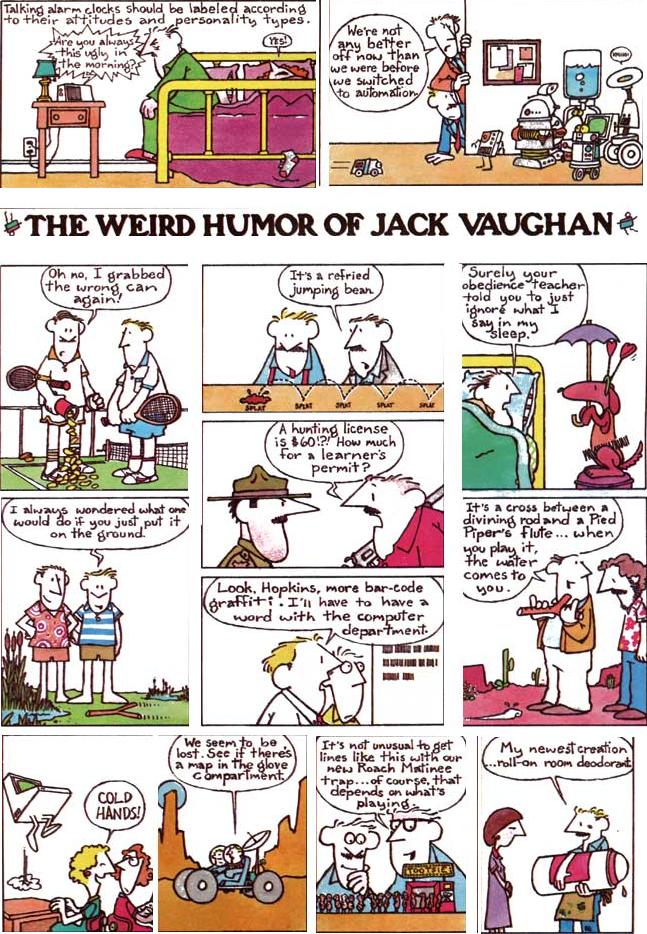 Talking alarm clocks should be labeled according
to their attitudes and personality types.
Are you always
this ugly in
the morning?
YES!
We're not
any better
off now than
we were before
we switched
to automation.
THE WEIRD HUMOR OF JACK VAUGHAN
Oh no, I grabbed
the wrong can
again!
It's a refried
jumping bean.
SPLAT
SPLAT
SPLAT
SPLAT
SPLAT
Surely your
obedience teacher
told you to just
ignore what I
say in my
sleep.
A hunting license
is $60!?! How much
for a learner's
permit?
I always wondered what one
would do if you just put it
on the ground.
Look, Hopkins, more bar-code
graffiti. I'll have to have a
word with the computer
department.
It's a cross between a
divining rod and a Pied
Piper's flute... when
you play it,
the water
comes to
you.
COLD
HANDS!
We seem to be
lost. See if there's
a map in the glove
compartment.
It's not unusual to get
lines like this with our
new Roach Matinee
trap... of course, that
depends on what's
playing.
TOOTSIE
My newest creation
...roll-on room deodorant.